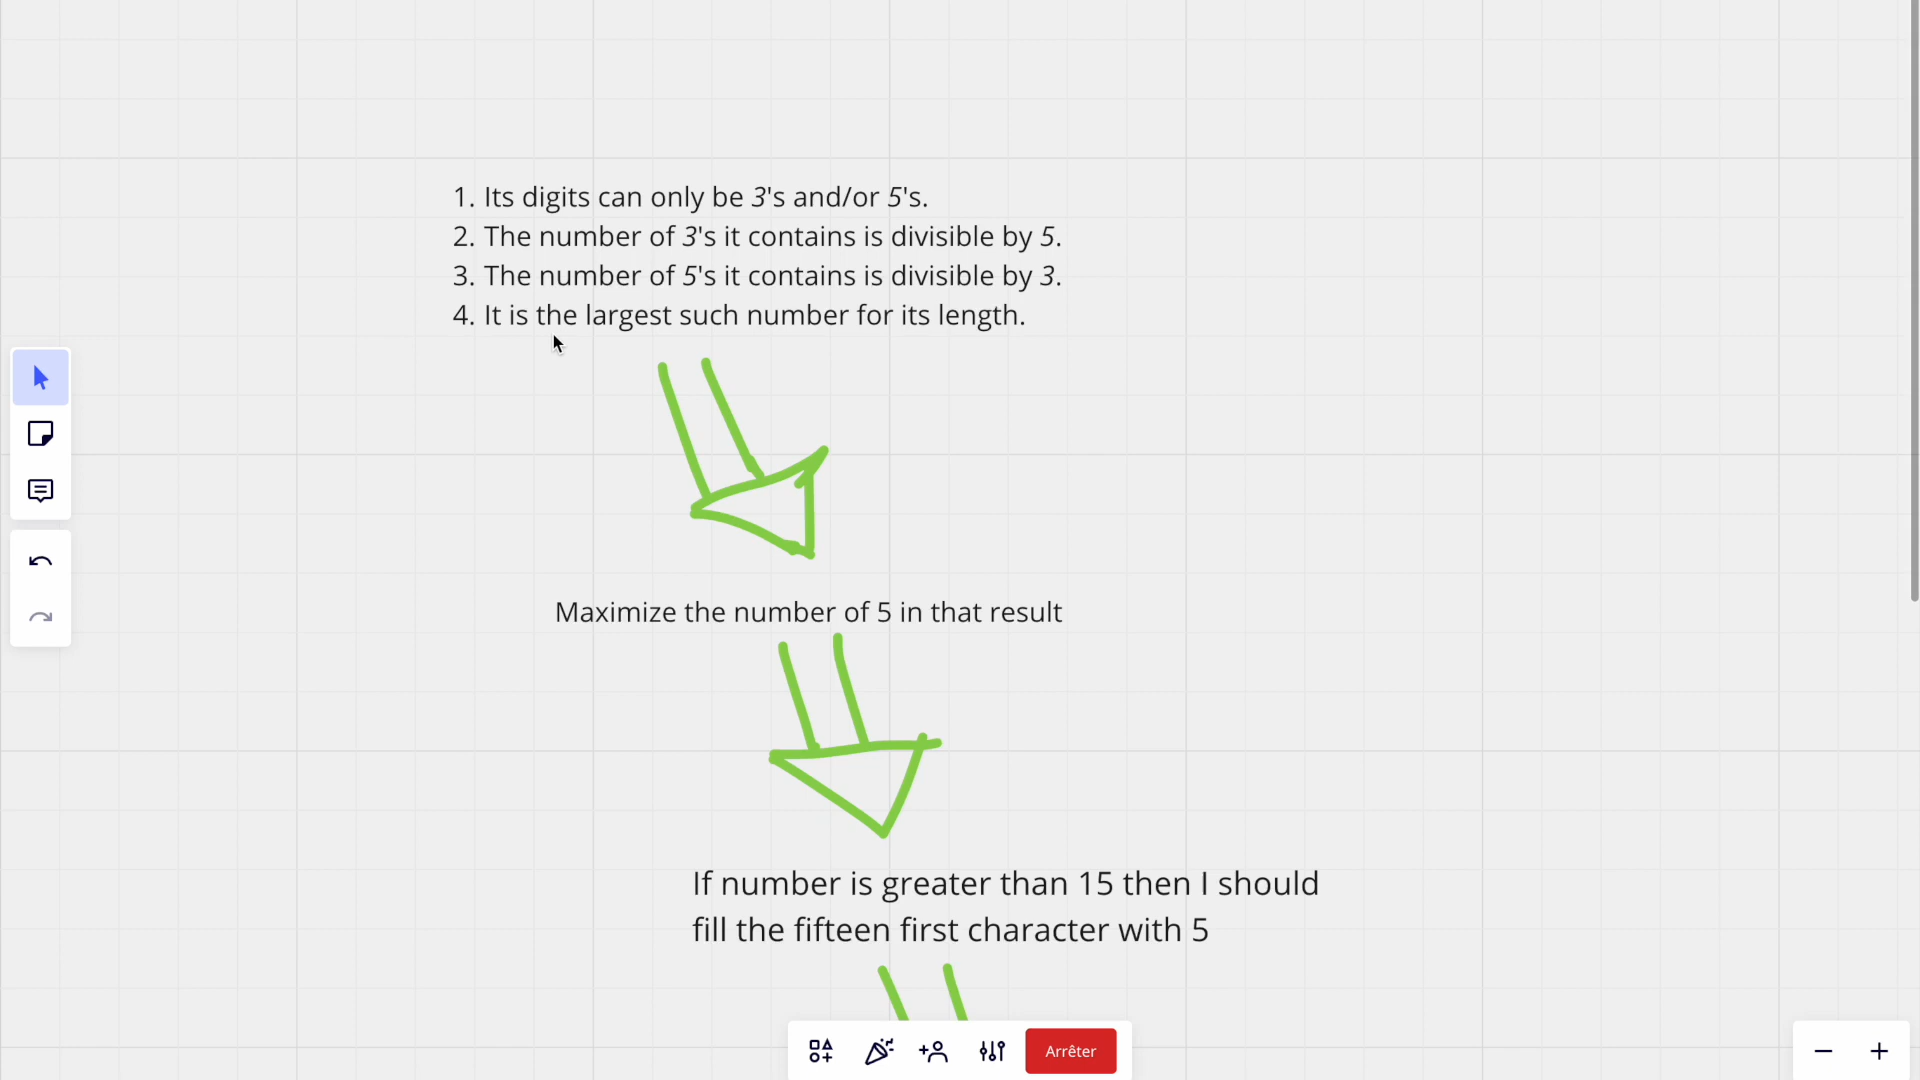 1. Its digits can only be 3's and/or 5's.
2. The number of 3's it contains is divisible by 5.
3. The number of 5's it contains is divisible by 3.
4. It is the largest such number for its length.
Maximize the number of 5 in that result
If number is greater than 15 then I should
fill the fifteen first character with 5
Arrêter